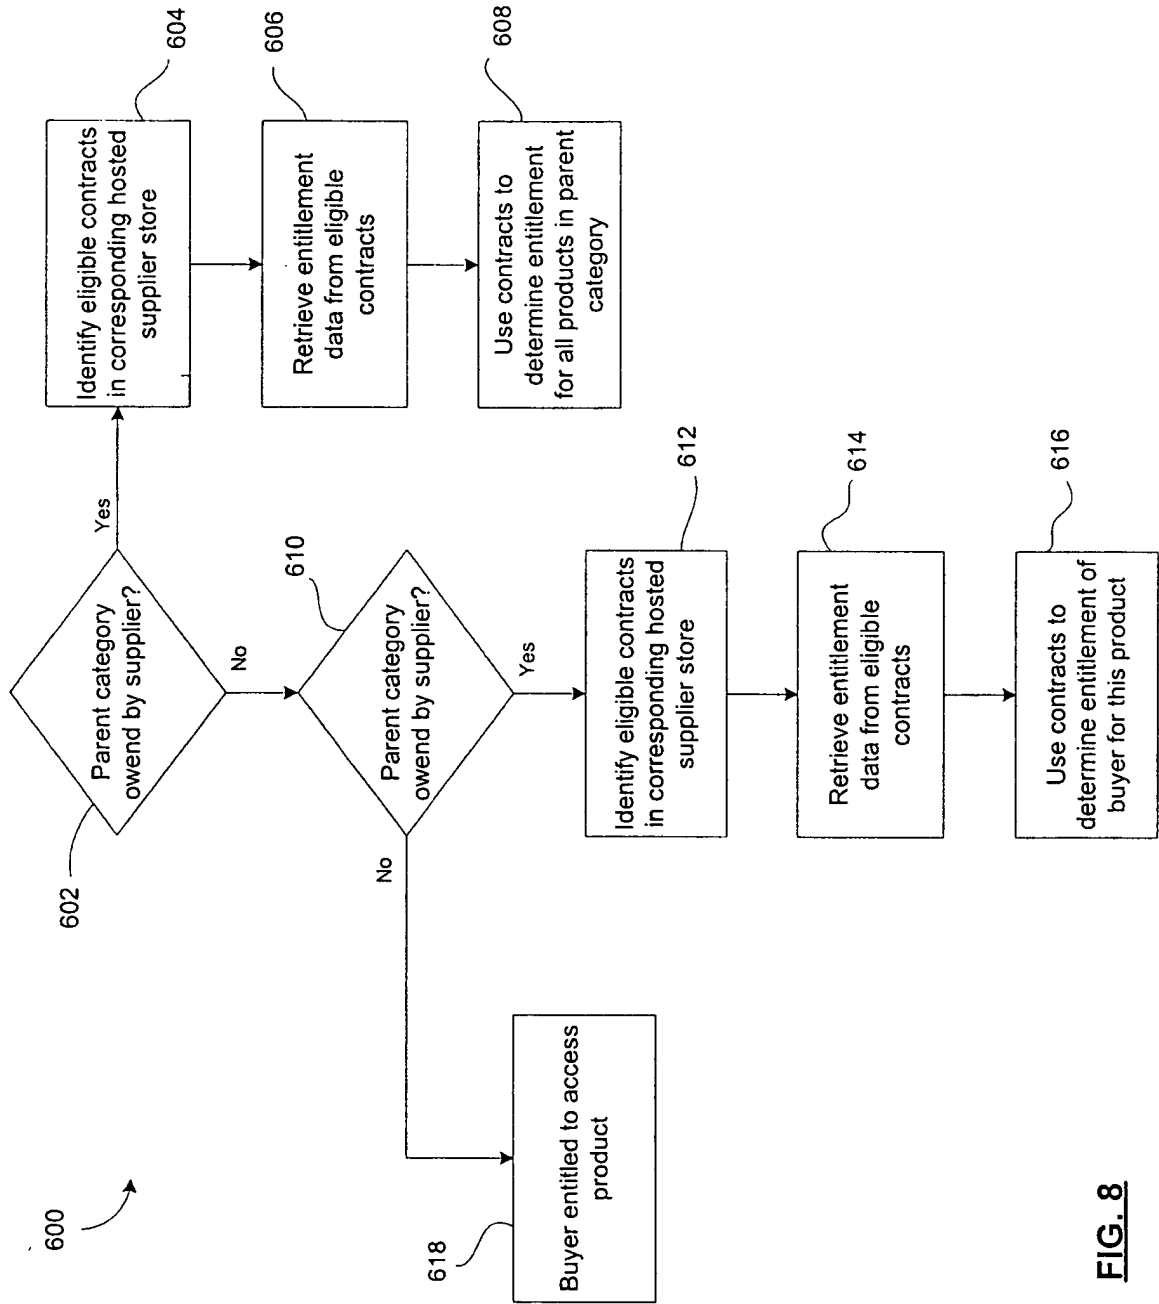 600
602
Parent category
owend by supplier?
Yes
604
Identify eligible contracts
in corresponding hosted
supplier store
606
Retrieve entitlement
data from eligible
contracts
608
Use contracts to
determine entitlement
for all products in parent
category
No
610
Parent category
owend by supplier?
Yes
612
Identify eligible contracts
in corresponding hosted
supplier store
614
Retrieve entitlement
data from eligible
contracts
616
Use contracts to
determine entitlement of
buyer for this product
No
618
Buyer entitled to access
product
FIG. 8